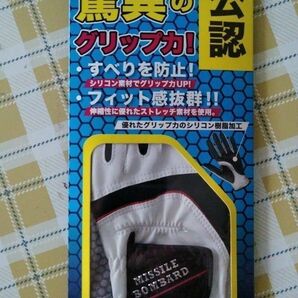 驚異の
公認
グリップ力!
・すべりを防止!
シリコン素材でグリップ力UP!
・フィット感抜群!!
伸縮性に優れたストレッチ素材を使用。
優れたグリップ力のシリコン樹脂加工
MISSILE
BOMBARD